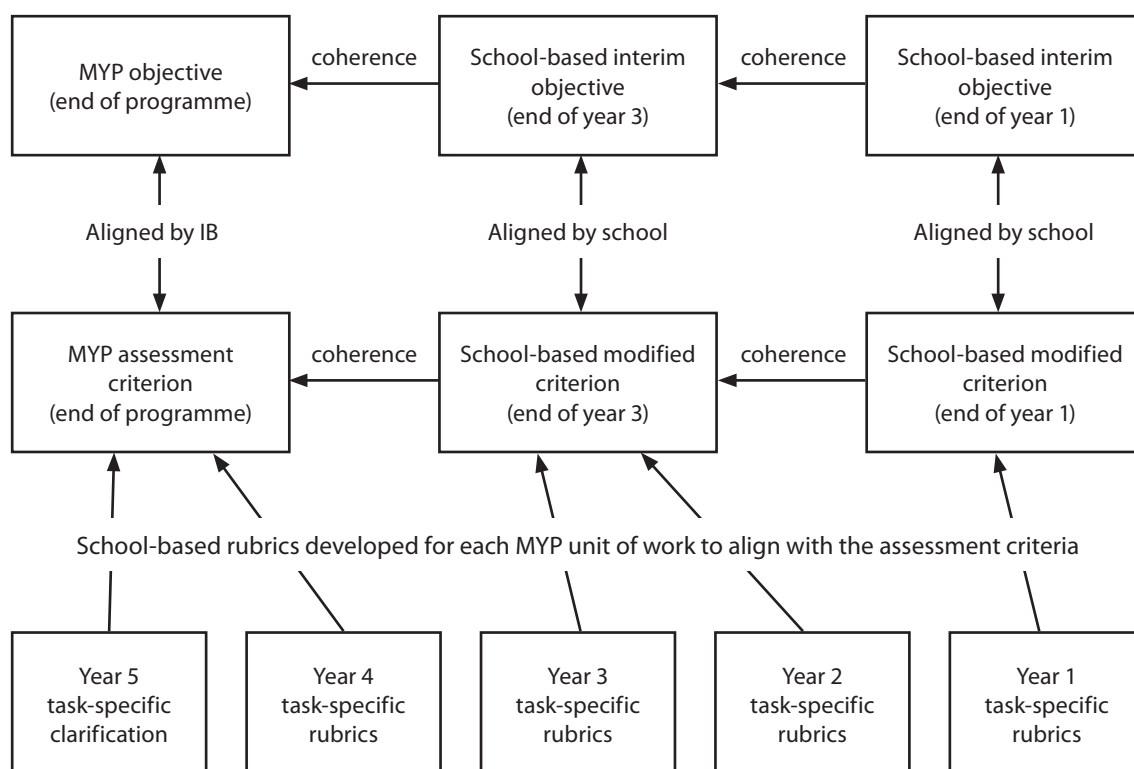 MYP objective
(end of programme)
coherence
School-based interim
objective
(end of year 3)
coherence
School-based interim
objective
(end of year 1)
Aligned by IB
Aligned by school
Aligned by school
MYP assessment
criterion
(end of programme)
coherence
School-based modified
criterion
(end of year 3)
coherence
School-based modified
criterion
(end of year 1)
School-based rubrics developed for each MYP unit of work to align with the assessment criteria
Year 5
task-specific
clarification
Year 4
task-specific
rubrics
Year 3
task-specific
rubrics
Year 2
task-specific
rubrics
Year 1
task-specific
rubrics